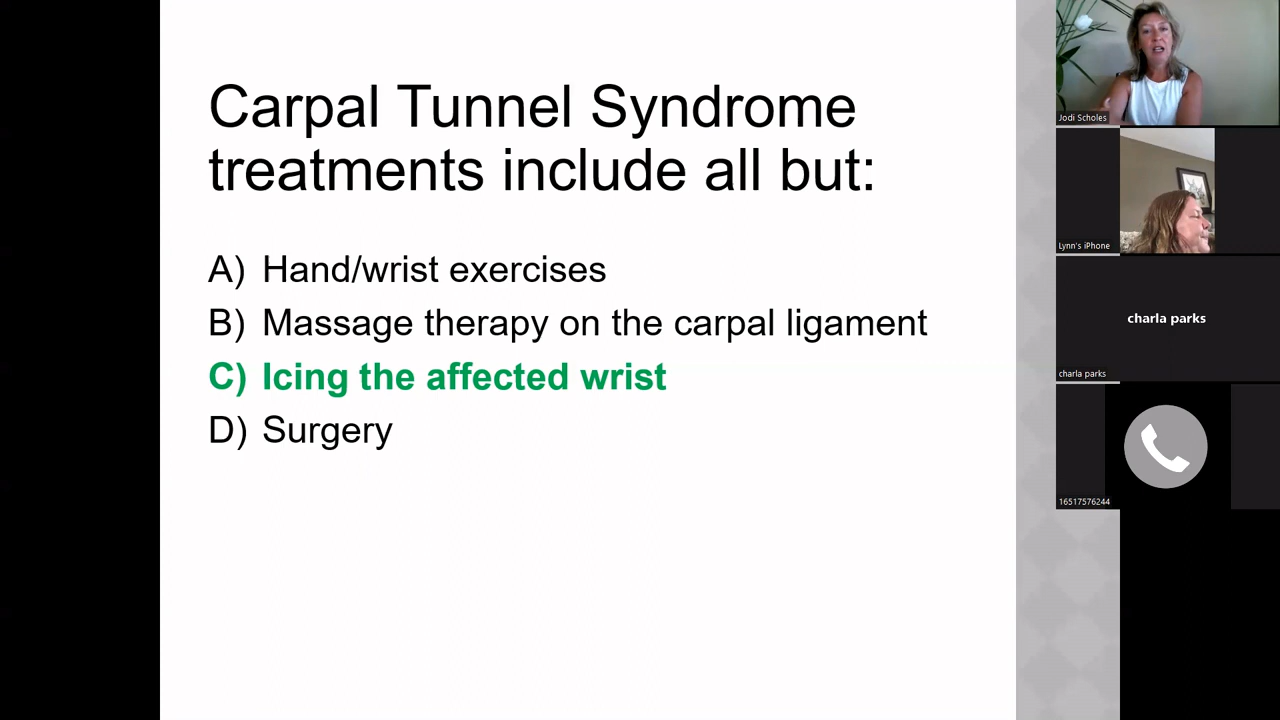 Carpal Tunnel Syndrome
treatments include all but:
A) Hand/wrist exercises
B) Massage therapy on the carpal ligament
C) Icing the affected wrist
D) Surgery
Jodi Scholes
Lynn's iPhone
charla parks
charla parks
16517576244